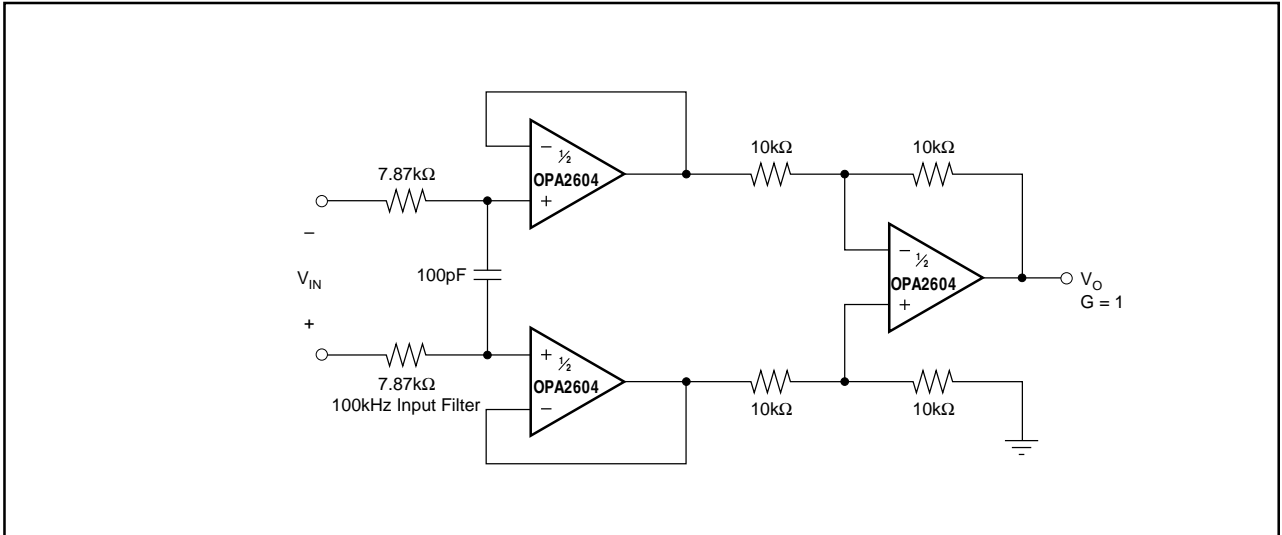 7.87kΩ
−
½
OPA2604
+
10kΩ
10kΩ
−
V_IN
+
100pF
7.87kΩ
100kHz Input Filter
+
½
OPA2604
−
−
½
OPA2604
+
V_O
G = 1
10kΩ
10kΩ